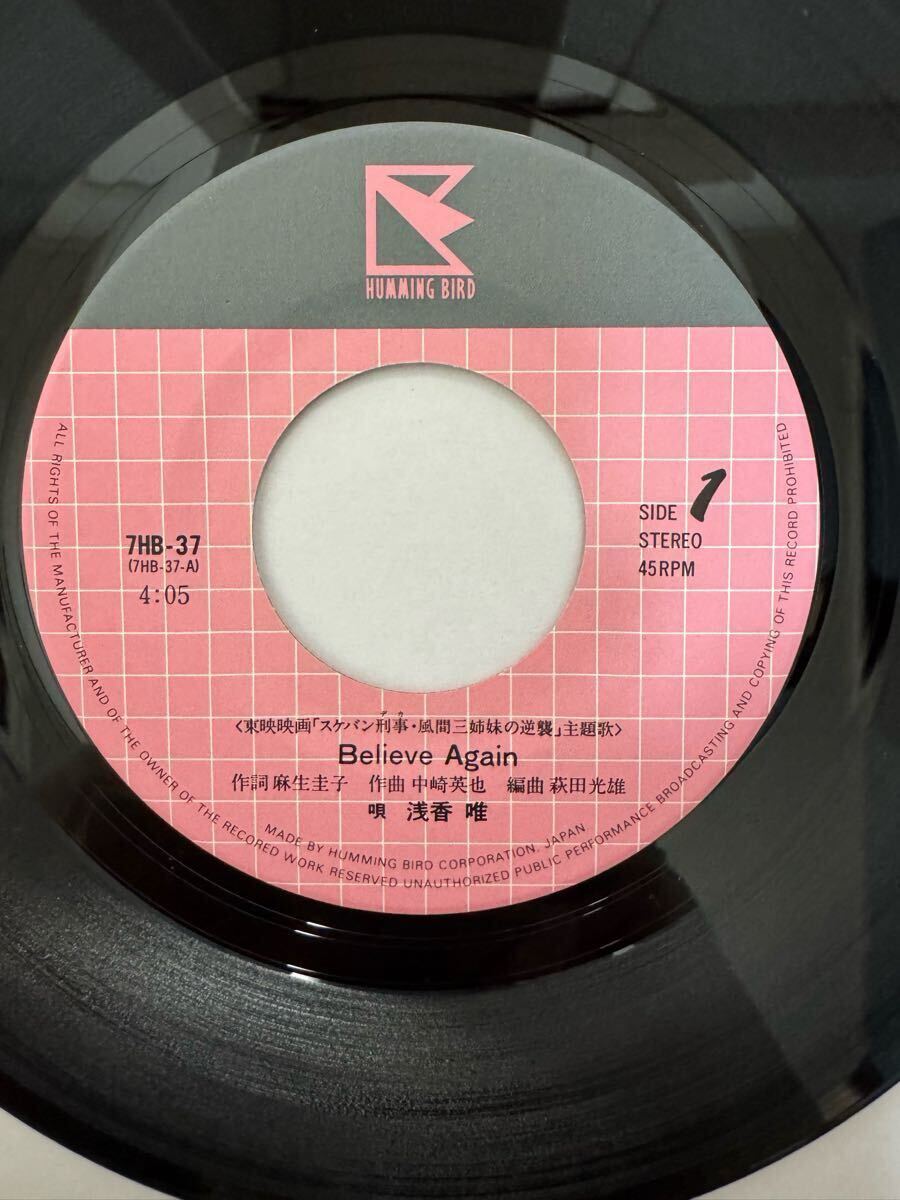 HUMMING BIRD
7HB-37
(7HB-37-A)
4:05
SIDE 1
STEREO
45RPM
〈東映映画「スケバン刑事・風間三姉妹の逆襲」主題歌〉
デカ
Believe Again
作詞 麻生圭子 作曲 中崎英也 編曲 萩田光雄
唄 浅香 唯
MADE BY HUMMING BIRD CORPORATION, JAPAN.
ALL RIGHTS OF THE MANUFACTURER AND OF THE OWNER OF THE RECORED WORK RESERVED UNAUTHORIZED PUBLIC PERFORMANCE BROADCASTING AND COPYING OF THIS RECORD PROHIBITED